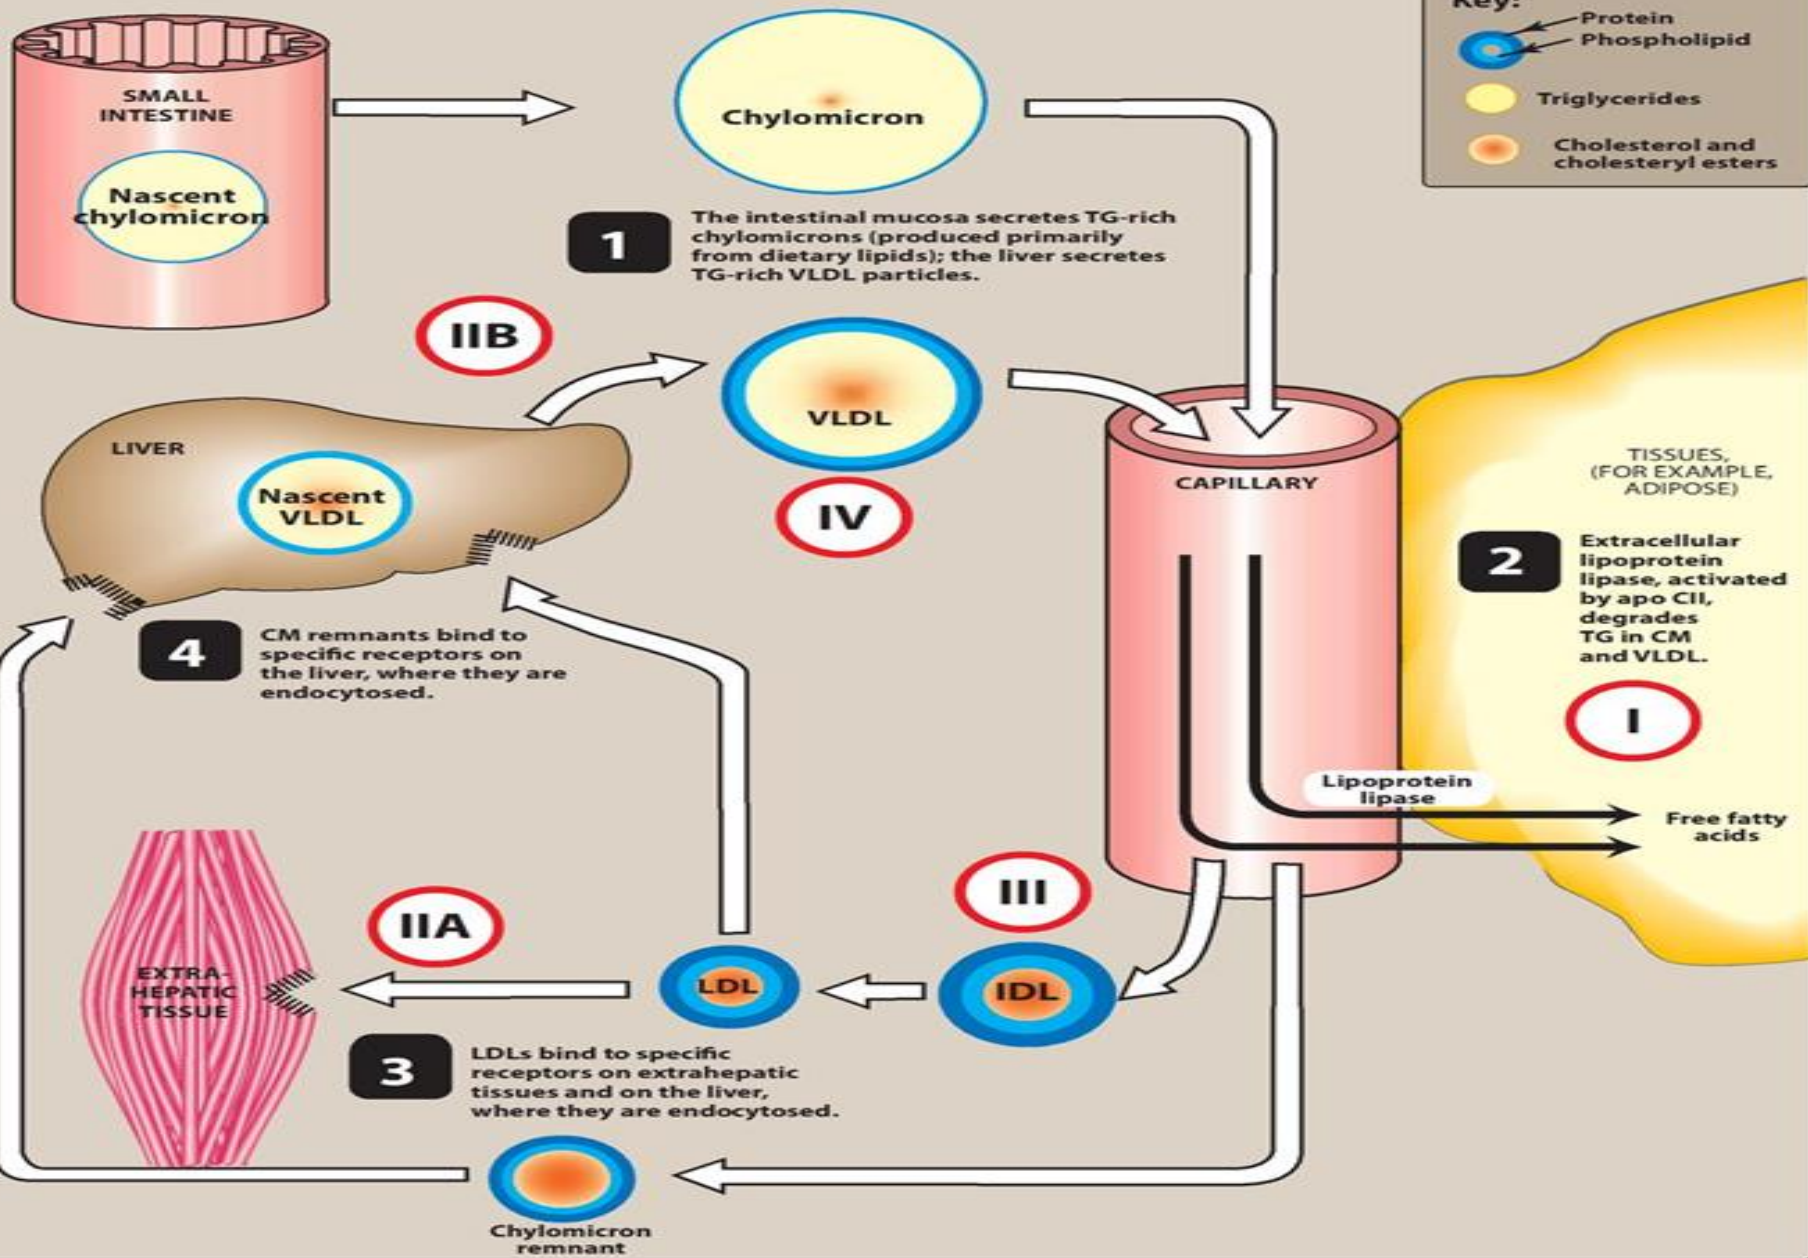 Key:
Protein
Phospholipid
Triglycerides
Cholesterol and
cholesteryl esters
SMALL
INTESTINE
Nascent
chylomicron
Chylomicron
1
The intestinal mucosa secretes TG-rich
chylomicrons (produced primarily
from dietary lipids); the liver secretes
TG-rich VLDL particles.
IIB
VLDL
IV
LIVER
Nascent
VLDL
CAPILLARY
TISSUES,
(FOR EXAMPLE,
ADIPOSE)
2
Extracellular
lipoprotein
lipase, activated
by apo CII,
degrades
TG in CM
and VLDL.
I
4
CM remnants bind to
specific receptors on
the liver, where they are
endocytosed.
Lipoprotein
lipase
Free fatty
acids
III
IIA
EXTRA-
HEPATIC
TISSUE
LDL
IDL
3
LDLs bind to specific
receptors on extrahepatic
tissues and on the liver,
where they are endocytosed.
Chylomicron
remnant